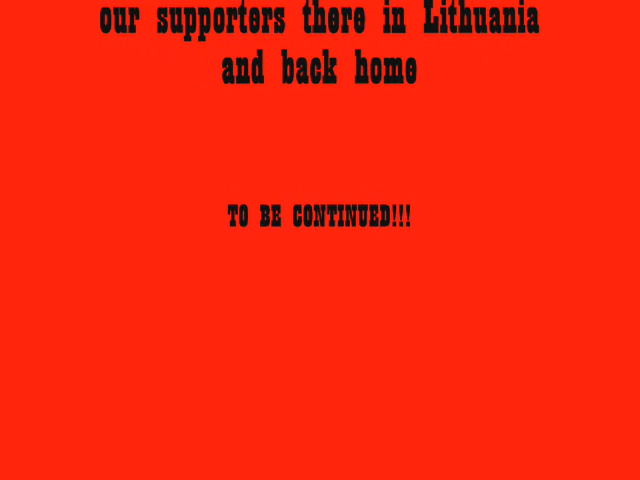 our supporters there in Lithuania
and back home
TO BE CONTINUED!!!